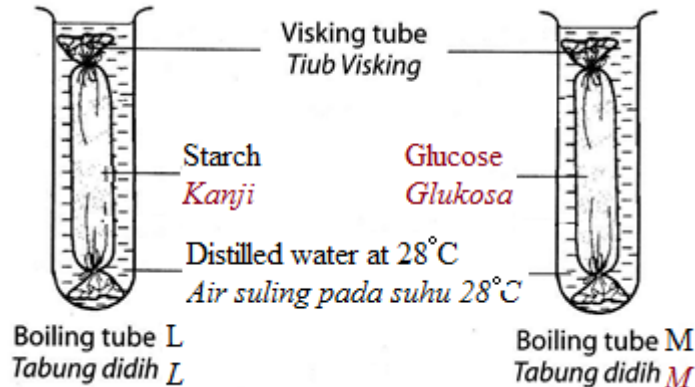 Visking tube
Tiub Visking
Starch
Kanji
Glucose
Glukosa
Distilled water at 28°C
Air suling pada suhu 28°C
Boiling tube L
Tabung didih L
Boiling tube M
Tabung didih M